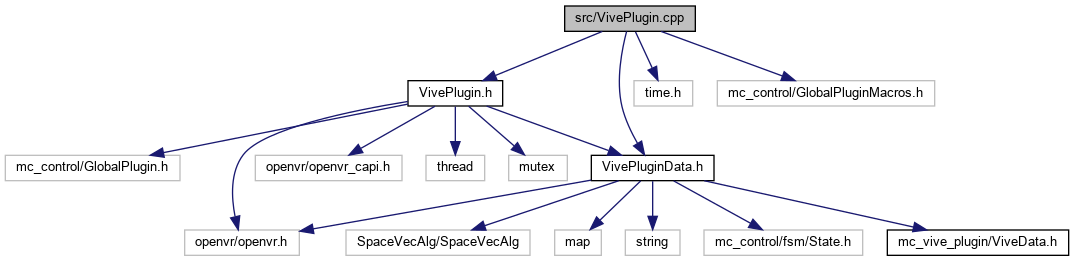 src/VivePlugin.cpp
VivePlugin.h
time.h
mc_control/GlobalPluginMacros.h
mc_control/GlobalPlugin.h
openvr/openvr_capi.h
thread
mutex
VivePluginData.h
openvr/openvr.h
SpaceVecAlg/SpaceVecAlg
map
string
mc_control/fsm/State.h
mc_vive_plugin/ViveData.h